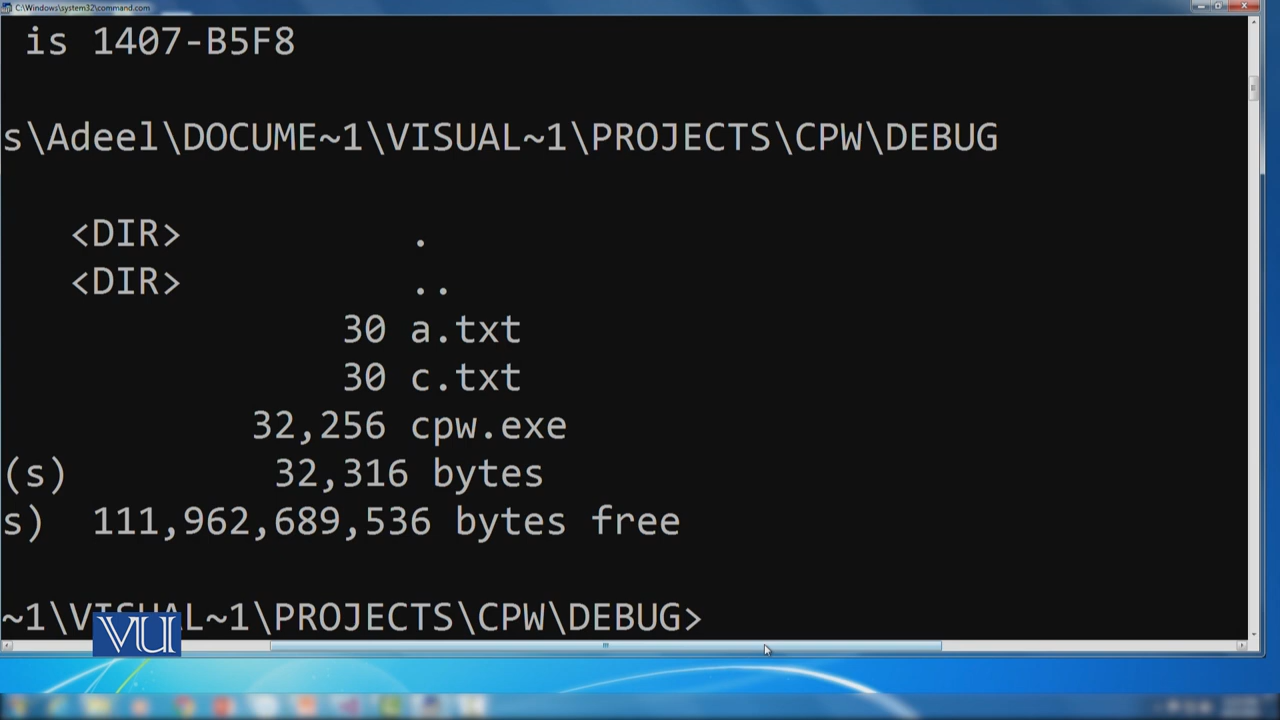 C:\Windows\system32\command.com
is 1407-B5F8
s\Adeel\DOCUME~1\VISUAL~1\PROJECTS\CPW\DEBUG
<DIR> .
<DIR> ..
30 a.txt
30 c.txt
32,256 cpw.exe
(s) 32,316 bytes
s) 111,962,689,536 bytes free
~1\VISUAL~1\PROJECTS\CPW\DEBUG>
VU